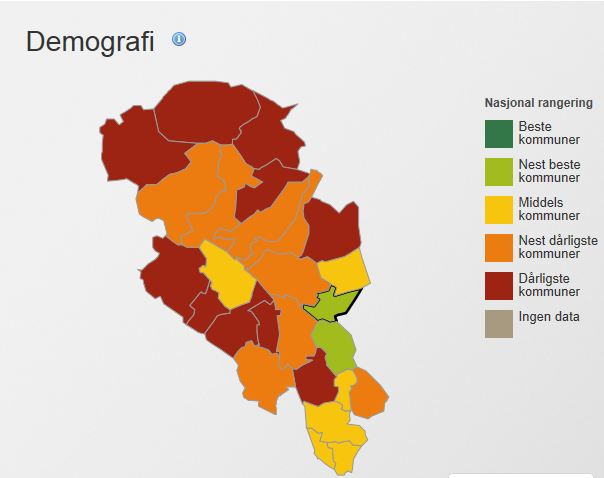 Demografi
Nasjonal rangering
Beste
kommuner
Nest beste
kommuner
Middels
kommuner
Nest dårligste
kommuner
Dårligste
kommuner
Ingen data